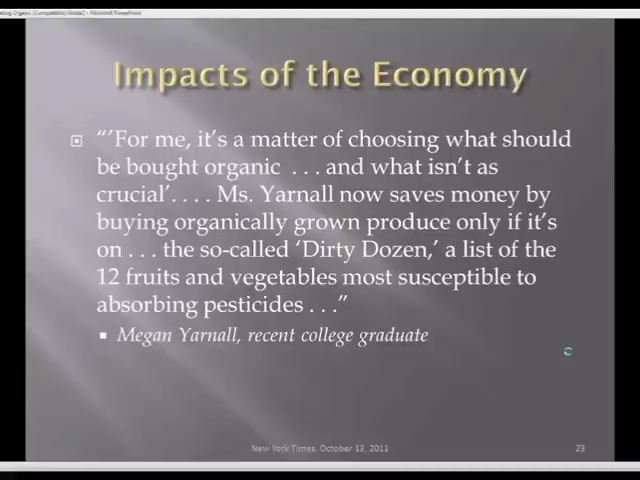 Impacts of the Economy
“‘For me, it’s a matter of choosing what should
be bought organic . . . and what isn’t as
crucial’. . . . Ms. Yarnall now saves money by
buying organically grown produce only if it’s
on . . . the so-called ‘Dirty Dozen,’ a list of the
12 fruits and vegetables most susceptible to
absorbing pesticides . . .”
Megan Yarnall, recent college graduate
New York Times, October 13, 2011
23